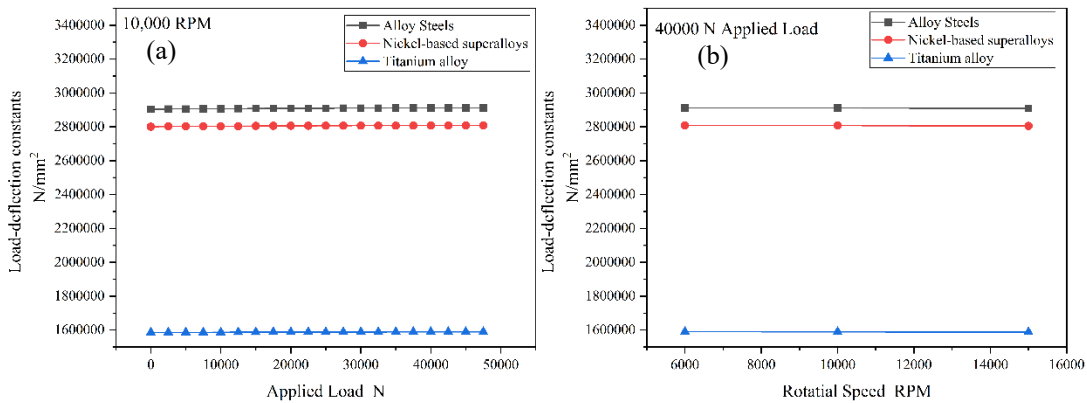 10,000 RPM
(a)
Alloy Steels
Nickel-based superalloys
Titanium alloy
Load-deflection constants
N/mm²
3400000
3200000
3000000
2800000
2600000
2400000
2200000
2000000
1800000
1600000
0
10000
20000
30000
40000
50000
Applied Load N
40000 N Applied Load
(b)
Alloy Steels
Nickel-based superalloys
Titanium alloy
Load-deflection constants
N/mm²
3400000
3200000
3000000
2800000
2600000
2400000
2200000
2000000
1800000
1600000
6000
8000
10000
12000
14000
16000
Rotatial Speed RPM